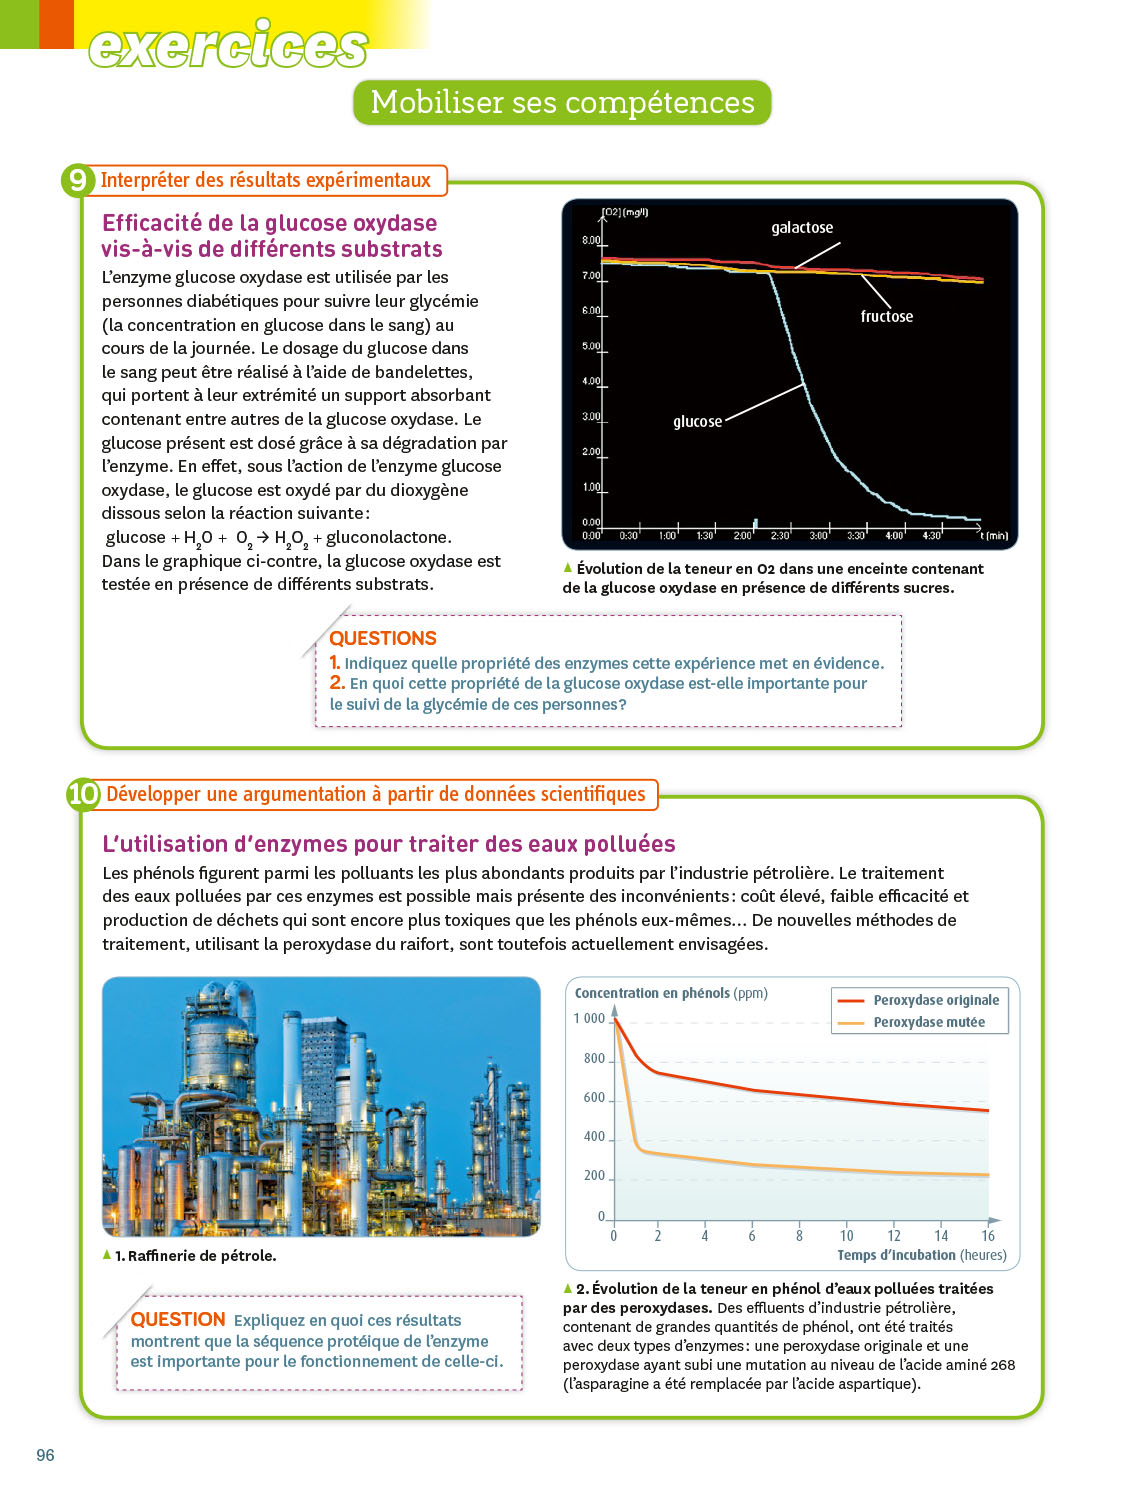 exercices
Mobiliser ses compétences
9 Interpréter des résultats expérimentaux
Efficacité de la glucose oxydase
vis-à-vis de différents substrats
L'enzyme glucose oxydase est utilisée par les
personnes diabétiques pour suivre leur glycémie
(la concentration en glucose dans le sang) au
cours de la journée. Le dosage du glucose dans
le sang peut être réalisé à l'aide de bandelettes,
qui portent à leur extrémité un support absorbant
contenant entre autres de la glucose oxydase. Le
glucose présent est dosé grâce à sa dégradation par
l'enzyme. En effet, sous l'action de l'enzyme glucose
oxydase, le glucose est oxydé par du dioxygène
dissous selon la réaction suivante :
glucose + H2O + O2 → H2O2 + gluconolactone.
Dans le graphique ci-contre, la glucose oxydase est
testée en présence de différents substrats.
[O2] (mg/l)
8.00
7.00
6.00
5.00
4.00
3.00
2.00
1.00
0.00
galactose
fructose
glucose
0:00 0:30 1:00 1:30 2:00 2:30 3:00 3:30 4:00 4:30 t (min)
▲ Évolution de la teneur en O2 dans une enceinte contenant
de la glucose oxydase en présence de différents sucres.
QUESTIONS
1. Indiquez quelle propriété des enzymes cette expérience met en évidence.
2. En quoi cette propriété de la glucose oxydase est-elle importante pour
le suivi de la glycémie de ces personnes?
10 Développer une argumentation à partir de données scientifiques
L'utilisation d'enzymes pour traiter des eaux polluées
Les phénols figurent parmi les polluants les plus abondants produits par l'industrie pétrolière. Le traitement
des eaux polluées par ces enzymes est possible mais présente des inconvénients : coût élevé, faible efficacité et
production de déchets qui sont encore plus toxiques que les phénols eux-mêmes... De nouvelles méthodes de
traitement, utilisant la peroxydase du raifort, sont toutefois actuellement envisagées.
▲ 1. Raffinerie de pétrole.
QUESTION Expliquez en quoi ces résultats
montrent que la séquence protéique de l'enzyme
est importante pour le fonctionnement de celle-ci.
Concentration en phénols (ppm)
Peroxydase originale
Peroxydase mutée
1 000
800
600
400
200
0
0 2 4 6 8 10 12 14 16
Temps d'incubation (heures)
▲ 2. Évolution de la teneur en phénol d'eaux polluées traitées
par des peroxydases. Des effluents d'industrie pétrolière,
contenant de grandes quantités de phénol, ont été traités
avec deux types d'enzymes : une peroxydase originale et une
peroxydase ayant subi une mutation au niveau de l'acide aminé 268
(l'asparagine a été remplacée par l'acide aspartique).
96